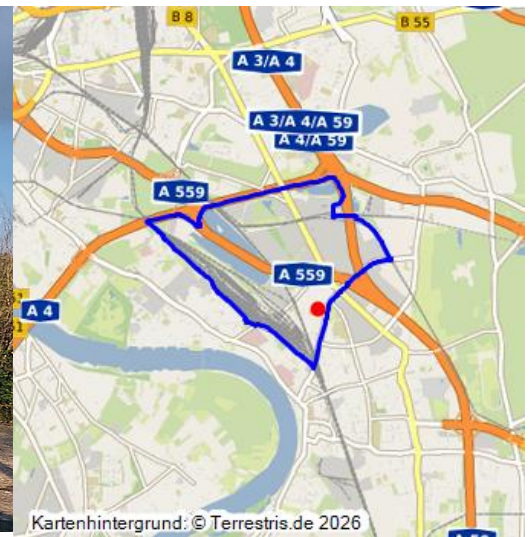 B 8
B 55
A 3/A 4
A 3/A 4/A 59
A 4/A 59
A 559
A 559
A 4
Kartenhintergrund: © Terrestris.de 2026